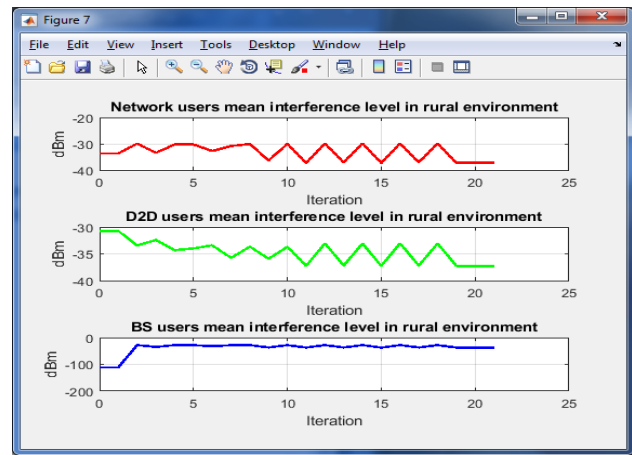 Figure 7
File Edit View Insert Tools Desktop Window Help
Network users mean interference level in rural environment
-20
-30
-40
dBm
0 5 10 15 20 25
Iteration
D2D users mean interference level in rural environment
-30
-35
-40
dBm
0 5 10 15 20 25
Iteration
BS users mean interference level in rural environment
0
-100
-200
dBm
0 5 10 15 20 25
Iteration